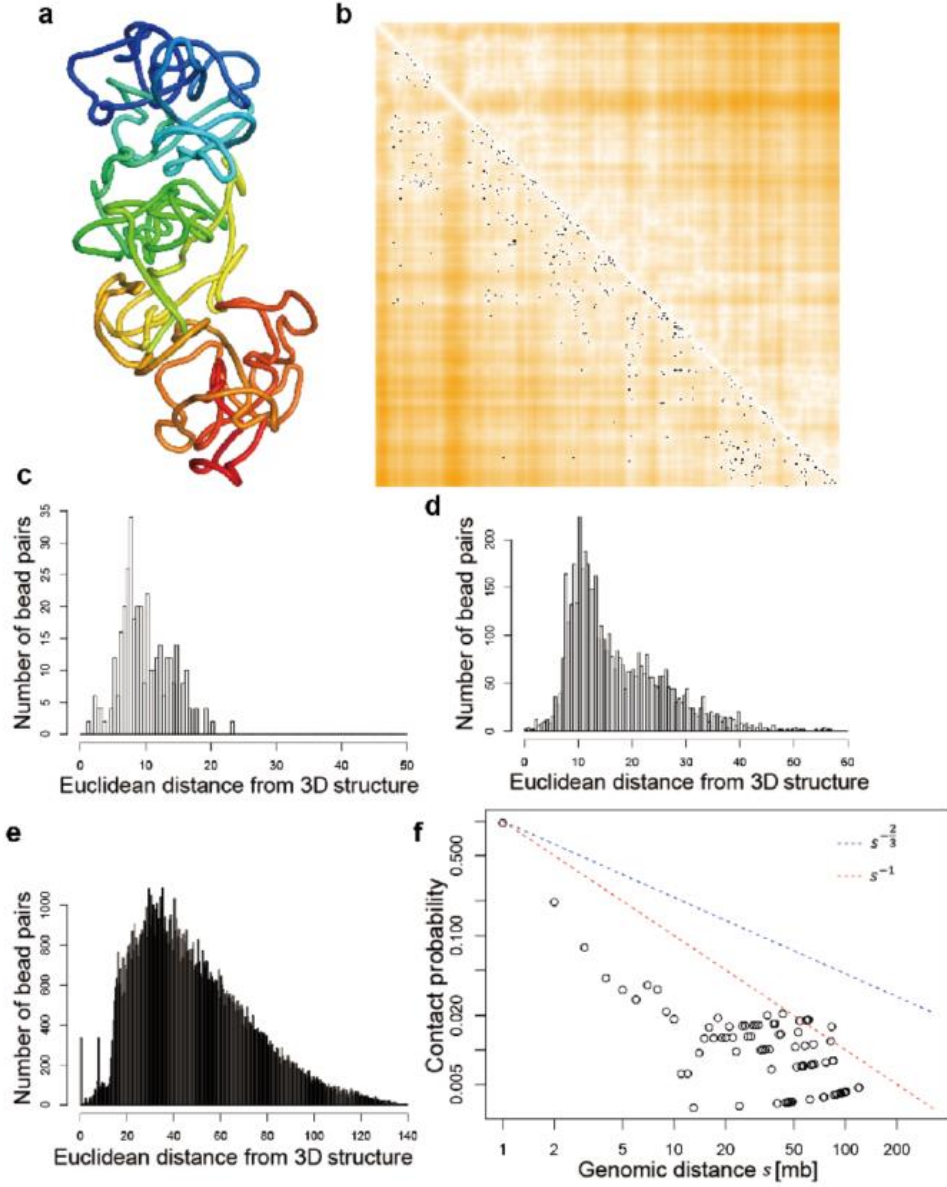 a
b
c
Number of bead pairs
35
30
25
20
15
10
5
0
0 10 20 30 40 50
Euclidean distance from 3D structure
d
Number of bead pairs
200
150
100
50
0
0 10 20 30 40 50 60
Euclidean distance from 3D structure
e
Number of bead pairs
1000
800
600
400
200
0
0 20 40 60 80 100 120 140
Euclidean distance from 3D structure
f
Contact probability
0.500
0.100
0.020
0.005
s^{-2/3}
s^{-1}
1 2 5 10 20 50 100 200
Genomic distance s [mb]